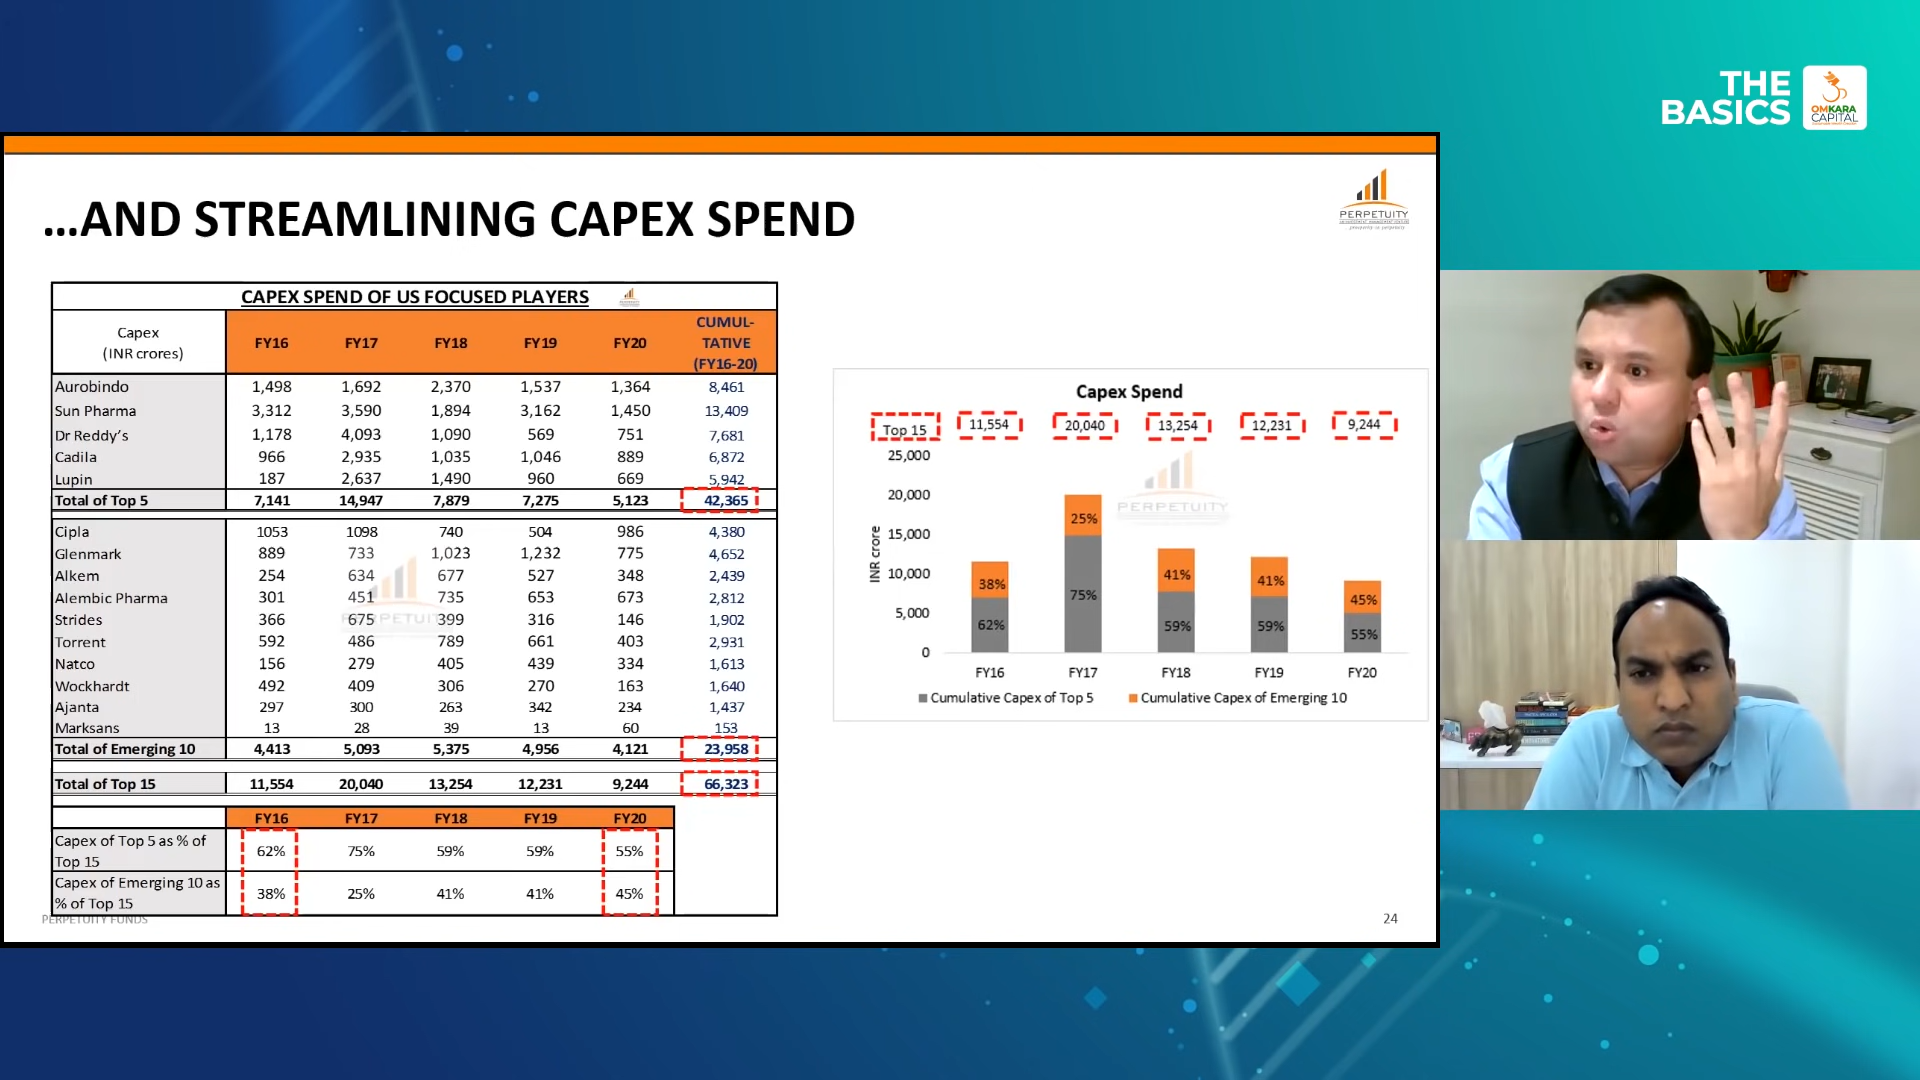 THE
BASICS
OMKARA
CAPITAL
PERPETUITY
...AND STREAMLINING CAPEX SPEND
CAPEX SPEND OF US FOCUSED PLAYERS
Capex
(INR crores)
FY16 FY17 FY18 FY19 FY20 CUMUL-
TATIVE
(FY16-20)
Aurobindo 1,498 1,692 2,370 1,537 1,364 8,461
Sun Pharma 3,312 3,590 1,894 3,162 1,450 13,409
Dr Reddy's 1,178 4,093 1,090 569 751 7,681
Cadila 966 2,935 1,035 1,046 889 6,872
Lupin 187 2,637 1,490 960 669 5,942
Total of Top 5 7,141 14,947 7,879 7,275 5,123 42,365
Cipla 1053 1098 740 504 986 4,380
Glenmark 889 733 1,023 1,232 775 4,652
Alkem 254 634 677 527 348 2,439
Alembic Pharma 301 451 735 653 673 2,812
Strides 366 675 399 316 146 1,902
Torrent 592 486 789 661 403 2,931
Natco 156 279 405 439 334 1,613
Wockhardt 492 409 306 270 163 1,640
Ajanta 297 300 263 342 234 1,437
Marksans 13 28 39 13 60 153
Total of Emerging 10 4,413 5,093 5,375 4,956 4,121 23,958
Total of Top 15 11,554 20,040 13,254 12,231 9,244 66,323
FY16 FY17 FY18 FY19 FY20
Capex of Top 5 as % of
Top 15
62% 75% 59% 59% 55%
Capex of Emerging 10 as
% of Top 15
38% 25% 41% 41% 45%
PERPETUITY FUNDS
Capex Spend
Top 15 11,554 20,040 13,254 12,231 9,244
25,000
20,000
15,000
10,000
5,000
0
INR crore
38% 25% 41% 41% 45%
62% 75% 59% 59% 55%
FY16 FY17 FY18 FY19 FY20
Cumulative Capex of Top 5 Cumulative Capex of Emerging 10
PERPETUITY
24